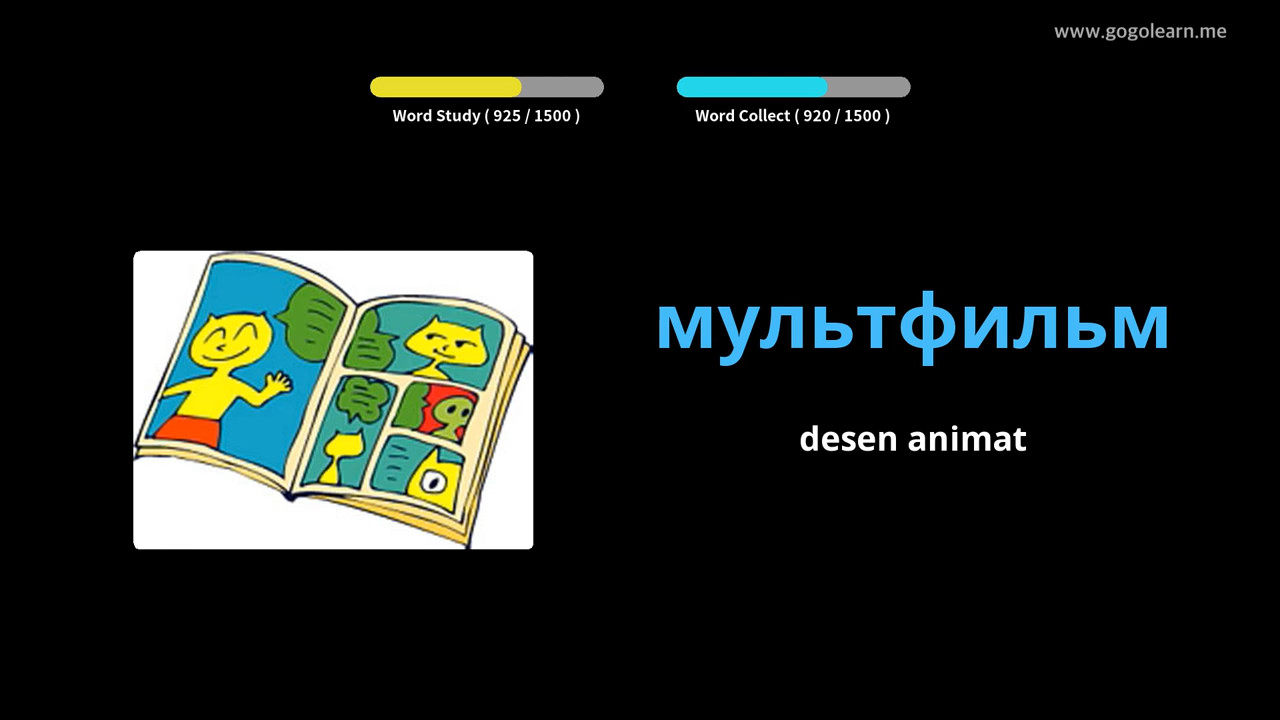 www.gogolearn.me
Word Study ( 925 / 1500 )
Word Collect ( 920 / 1500 )
мультфильм
desen animat